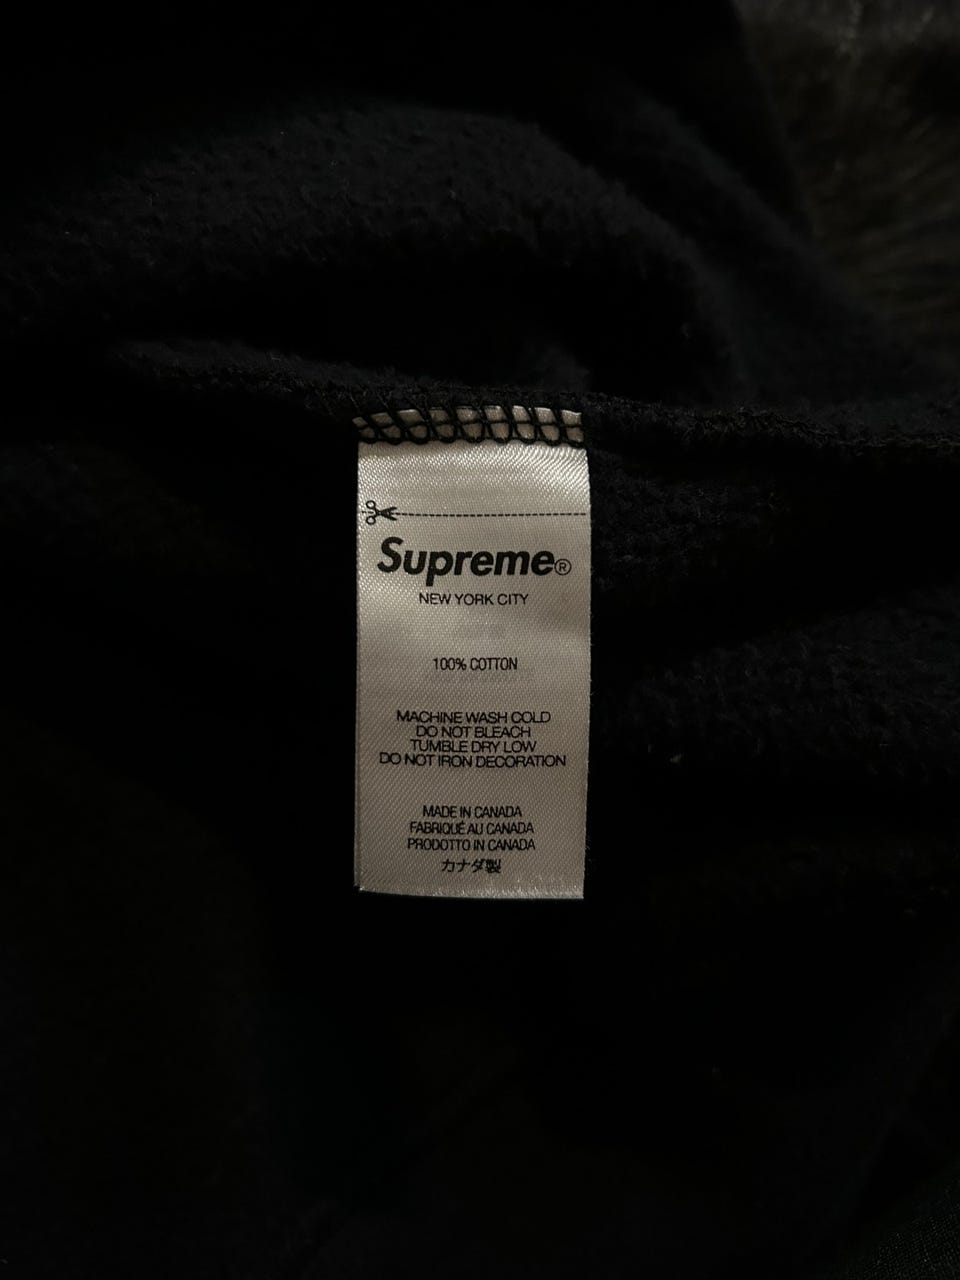 Supreme®
NEW YORK CITY
100% COTTON
MACHINE WASH COLD
DO NOT BLEACH
TUMBLE DRY LOW
DO NOT IRON DECORATION
MADE IN CANADA
FABRIQUÉ AU CANADA
PRODOTTO IN CANADA
カナダ製